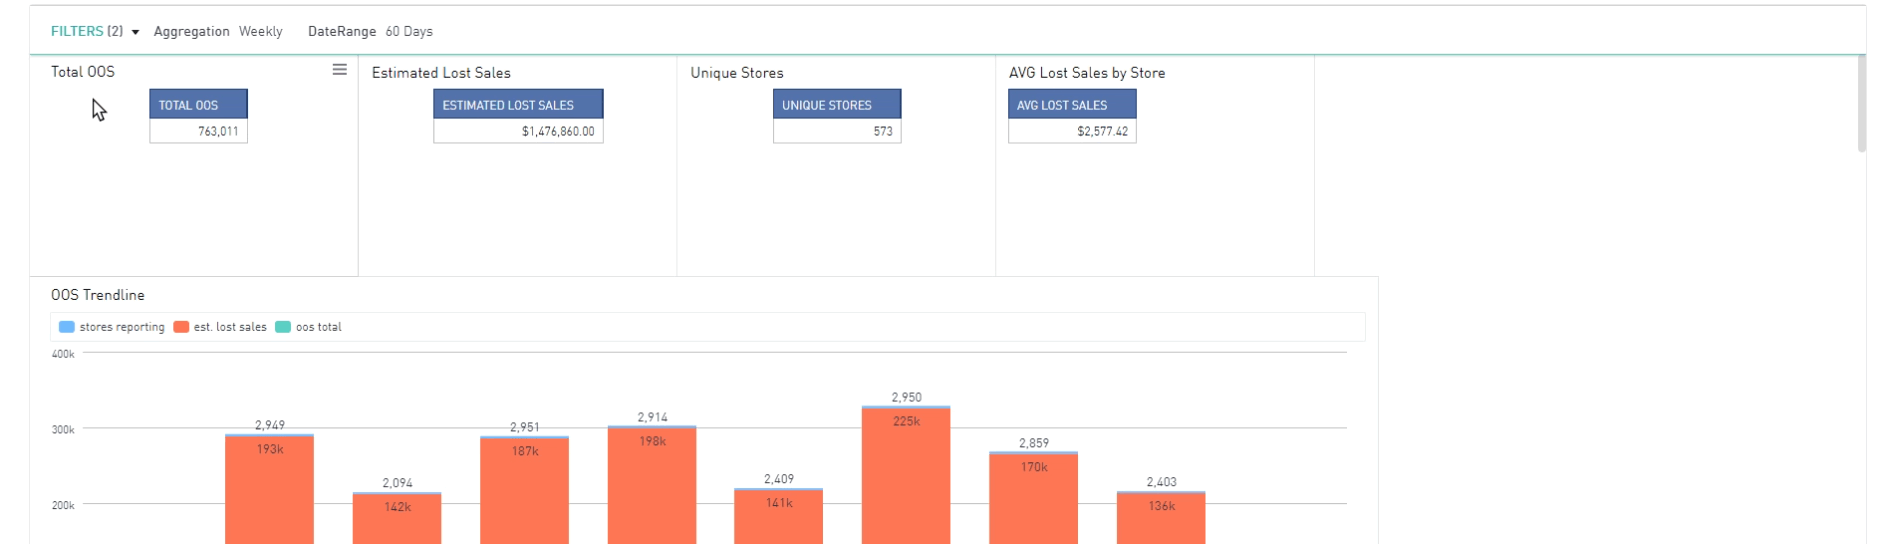 FILTERS (2) Aggregation Weekly DateRange 60 Days
Total OOS
TOTAL OOS
763,011
Estimated Lost Sales
ESTIMATED LOST SALES
$1,476,860.00
Unique Stores
UNIQUE STORES
573
AVG Lost Sales by Store
AVG LOST SALES
$2,577.42
OOS Trendline
stores reporting est. lost sales oos total
400k
300k
200k
2,949
193k
2,094
142k
2,951
187k
2,914
198k
2,409
141k
2,950
225k
2,859
170k
2,403
136k